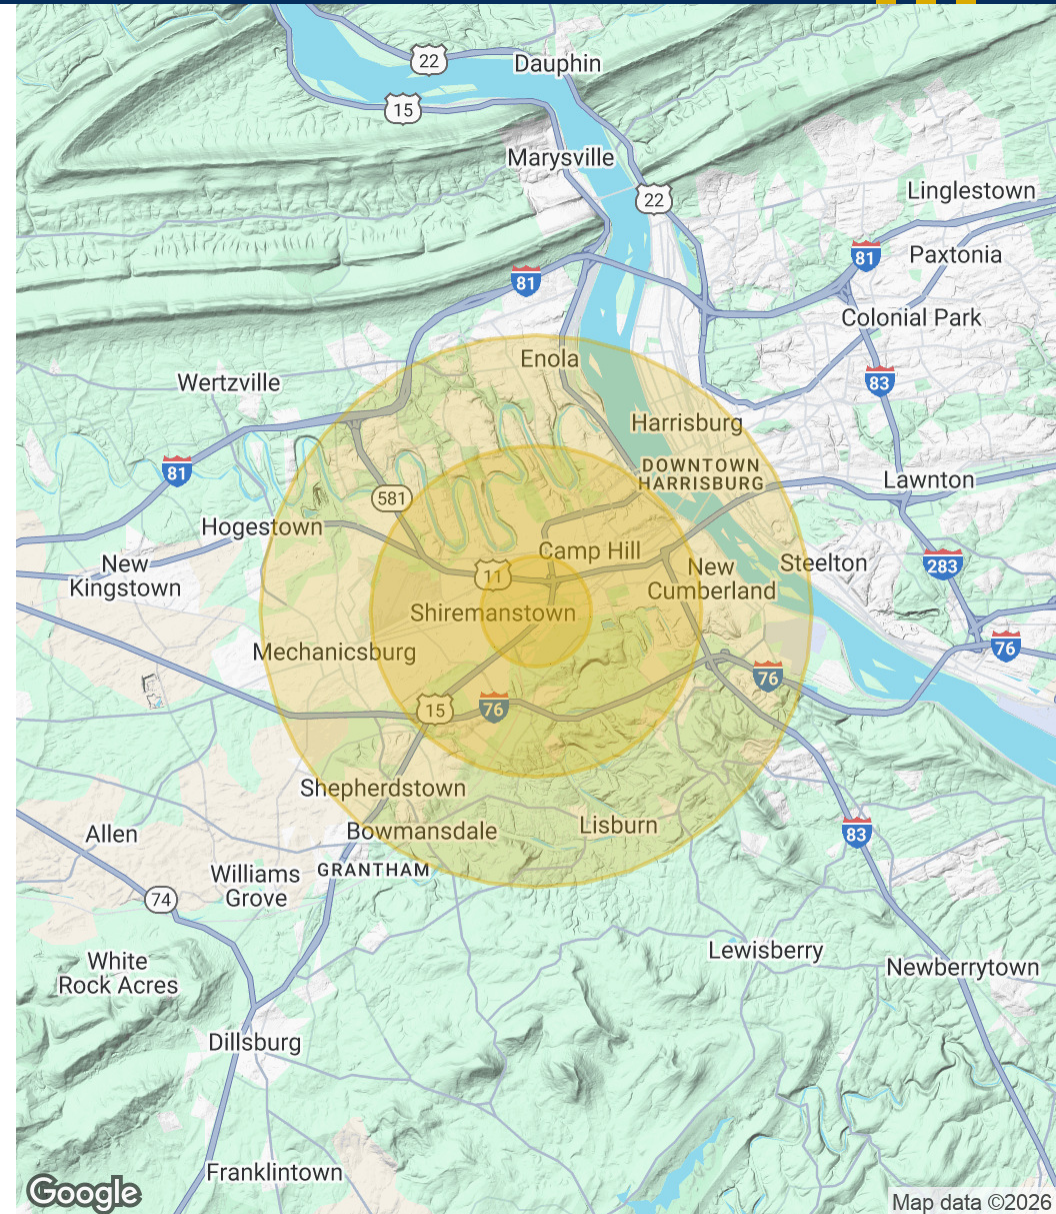 22
Dauphin
15
Marysville
22
Linglestown
81
Paxtonia
81
Colonial Park
Enola
83
Wertzville
Harrisburg
DOWNTOWN
HARRISBURG
81
Lawnton
581
Hogestown
Camp Hill
New
Kingstown
11
New
Cumberland
Steelton
283
Shiremanstown
Mechanicsburg
76
76
15
76
Shepherdstown
Bowmansdale
Lisburn
83
Allen
Williams
Grove
GRANTHAM
74
White
Rock Acres
Lewisberry
Newberrytown
Dillsburg
Franklintown
Google
Map data ©2026